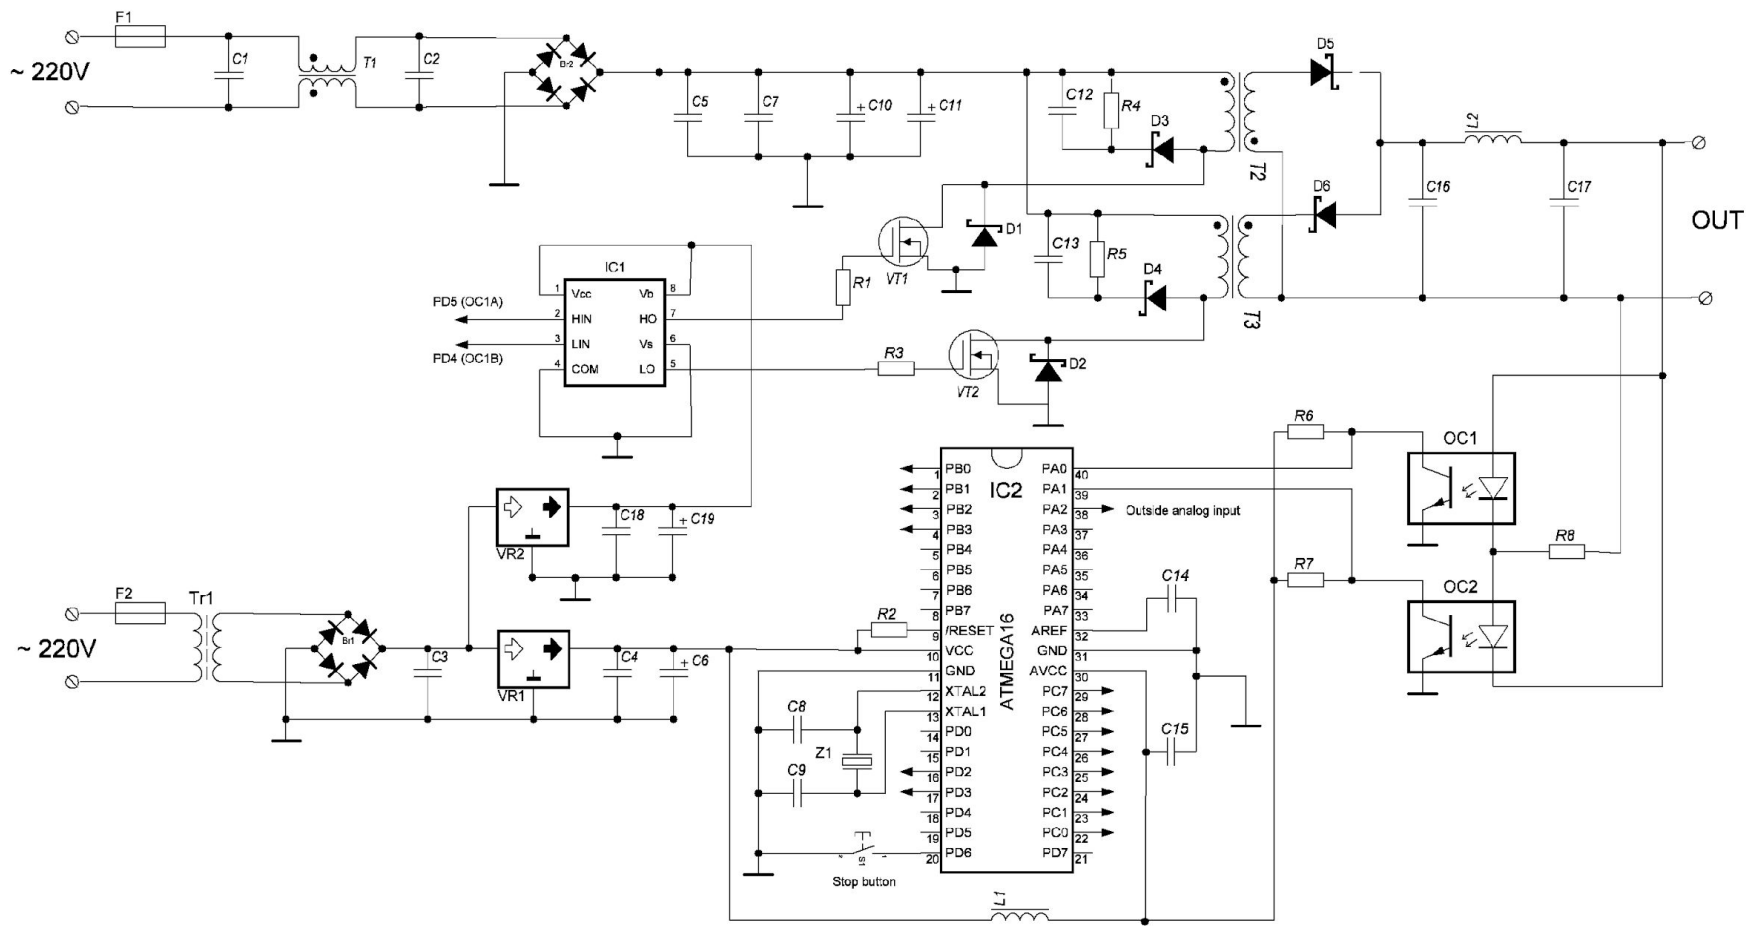 F1
~ 220V
C1
T1
C2
Br2
C5
C7
+ C10
+ C11
C12
R4
D3
T2
D5
D6
L2
C16
C17
OUT
IC1
1 Vcc
2 HIN
3 LIN
4 COM
Vb 8
HO 7
Vs 6
LO 5
PD5 (OC1A)
PD4 (OC1B)
R1
VT1
D1
C13
R5
D4
T3
R3
VT2
D2
R6
OC1
R8
R7
OC2
VR2
C18
+ C19
F2
~ 220V
Tr1
Br1
C3
VR1
C4
+ C6
R2
IC2
ATMEGA16
1 PB0
2 PB1
3 PB2
4 PB3
5 PB4
6 PB5
7 PB6
8 PB7
9 /RESET
10 VCC
11 GND
12 XTAL2
13 XTAL1
14 PD0
15 PD1
16 PD2
17 PD3
18 PD4
19 PD5
20 PD6
PA0 40
PA1 39
PA2 38
PA3 37
PA4 36
PA5 35
PA6 34
PA7 33
AREF 32
GND 31
AVCC 30
PC7 29
PC6 28
PC5 27
PC4 26
PC3 25
PC2 24
PC1 23
PC0 22
PD7 21
Outside analog input
C14
C15
C8
Z1
C9
2
S1
1
Stop button
L1